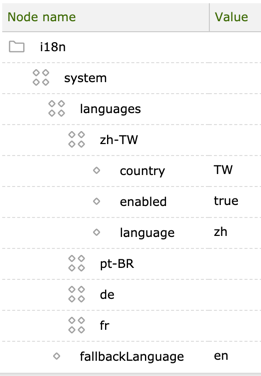 Node name Value
i18n
system
languages
zh-TW
country TW
enabled true
language zh
pt-BR
de
fr
fallbackLanguage en